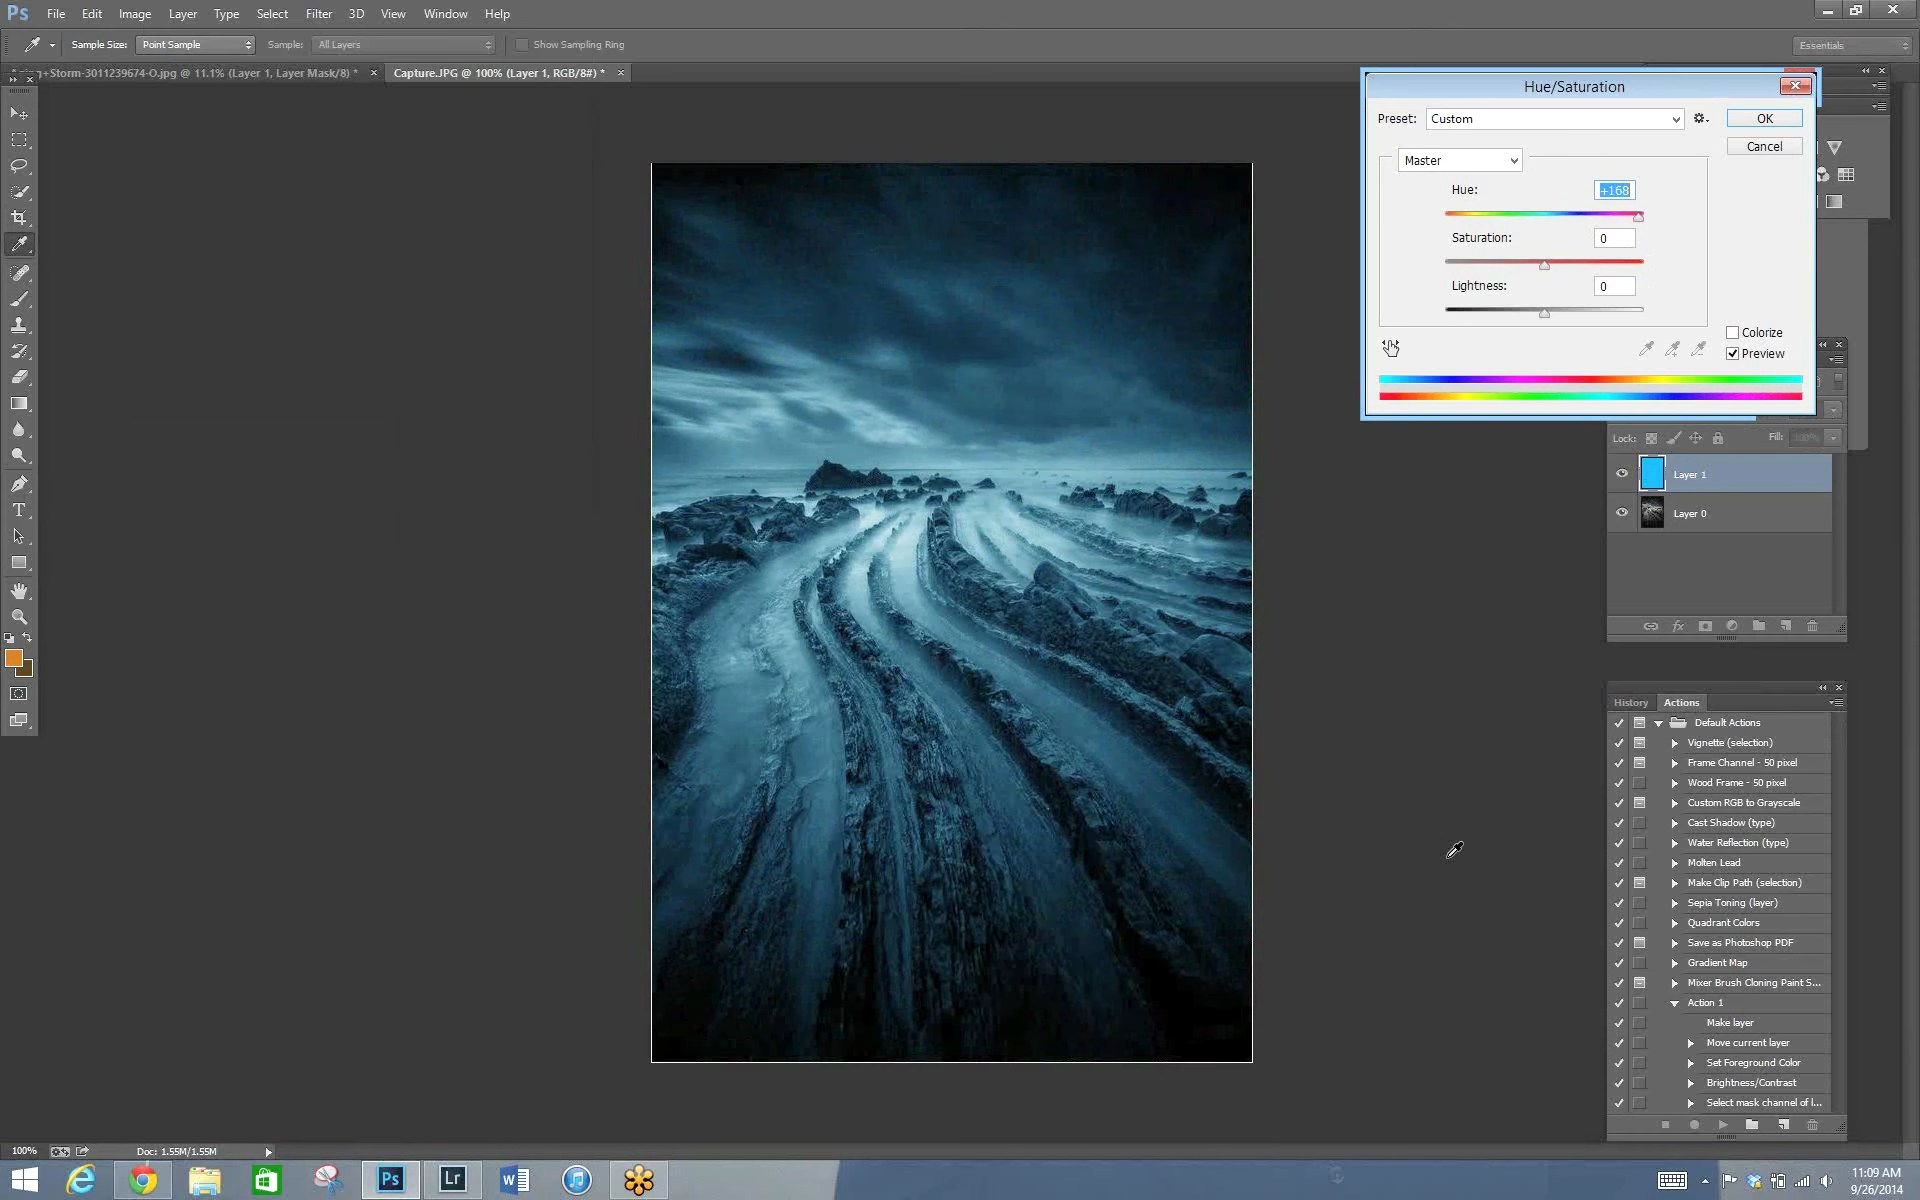 Ps File Edit Image Layer Type Select Filter 3D View Window Help
Sample Size: Point Sample Sample: All Layers Show Sampling Ring Essentials
+Storm-3011239674-O.jpg @ 11.1% (Layer 1, Layer Mask/8) * × Capture.JPG @ 100% (Layer 1, RGB/8#) * ×
Hue/Saturation
Preset: Custom OK
Cancel
Master
Hue: +168
Saturation: 0
Lightness: 0
Colorize
Preview
Lock: Fill: 100%
Layer 1
Layer 0
History Actions
Default Actions
Vignette (selection)
Frame Channel - 50 pixel
Wood Frame - 50 pixel
Custom RGB to Grayscale
Cast Shadow (type)
Water Reflection (type)
Molten Lead
Make Clip Path (selection)
Sepia Toning (layer)
Quadrant Colors
Save as Photoshop PDF
Gradient Map
Mixer Brush Cloning Paint S...
Action 1
Make layer
Move current layer
Set Foreground Color
Brightness/Contrast
Select mask channel of l...
100% Doc: 1.55M/1.55M
Ps Lr W
11:09 AM
9/26/2014